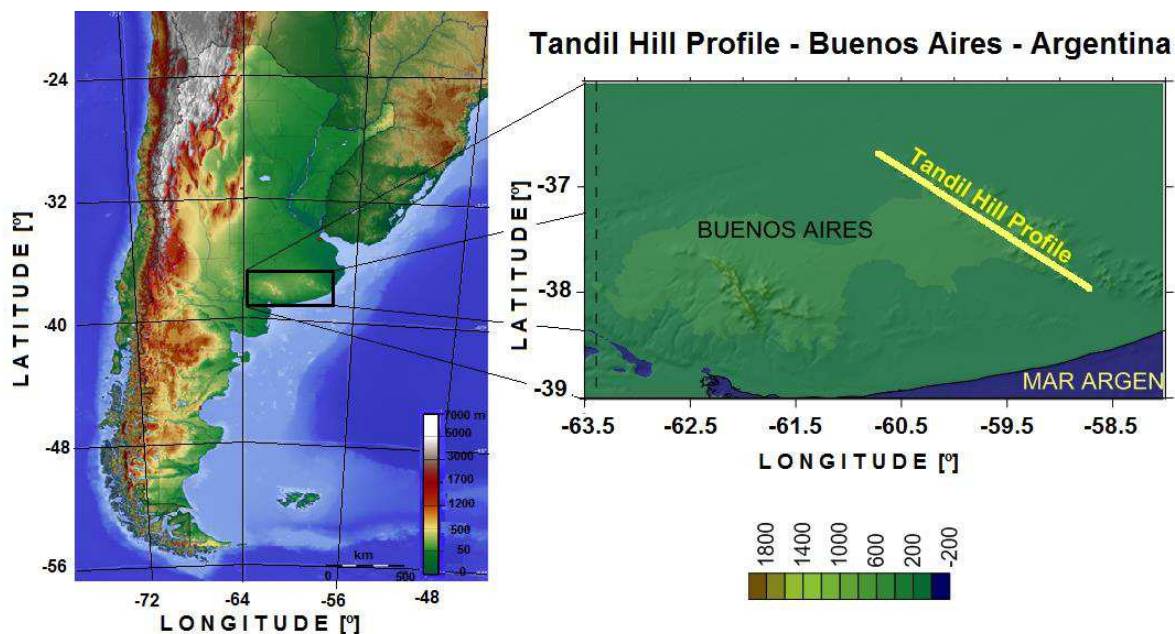 -24
-32
-40
-48
-56
LATITUDE [º]
7000 m
5000
3000
1700
1200
500
50
0
km
0 500
-72 -64 -56 -48
LONGITUDE [º]
Tandil Hill Profile - Buenos Aires - Argentina
-37
-38
-39
LATITUDE [º]
Tandil Hill Profile
BUENOS AIRES
MAR ARGEN
-63.5 -62.5 -61.5 -60.5 -59.5 -58.5
LONGITUDE [º]
1800 1400 1000 600 200 -200